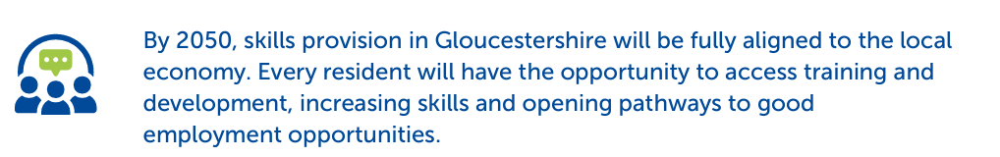 By 2050, skills provision in Gloucestershire will be fully aligned to the local
economy. Every resident will have the opportunity to access training and
development, increasing skills and opening pathways to good
employment opportunities.